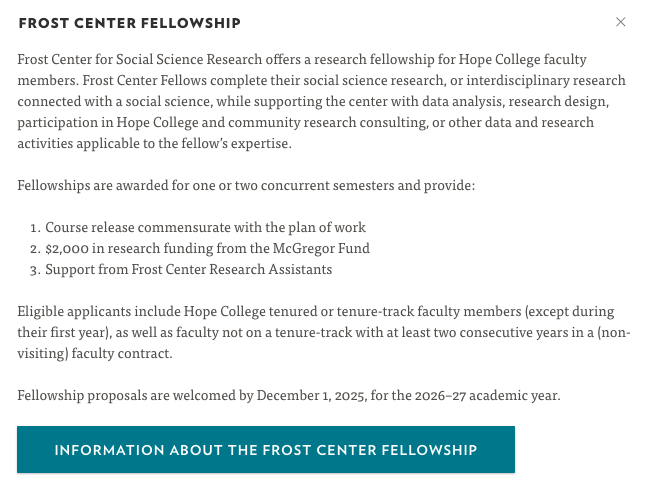 FROST CENTER FELLOWSHIP
Frost Center for Social Science Research offers a research fellowship for Hope College faculty
members. Frost Center Fellows complete their social science research, or interdisciplinary research
connected with a social science, while supporting the center with data analysis, research design,
participation in Hope College and community research consulting, or other data and research
activities applicable to the fellow's expertise.
Fellowships are awarded for one or two concurrent semesters and provide:
1. Course release commensurate with the plan of work
2. $2,000 in research funding from the McGregor Fund
3. Support from Frost Center Research Assistants
Eligible applicants include Hope College tenured or tenure-track faculty members (except during
their first year), as well as faculty not on a tenure-track with at least two consecutive years in a (non-
visiting) faculty contract.
Fellowship proposals are welcomed by December 1, 2025, for the 2026–27 academic year.
INFORMATION ABOUT THE FROST CENTER FELLOWSHIP